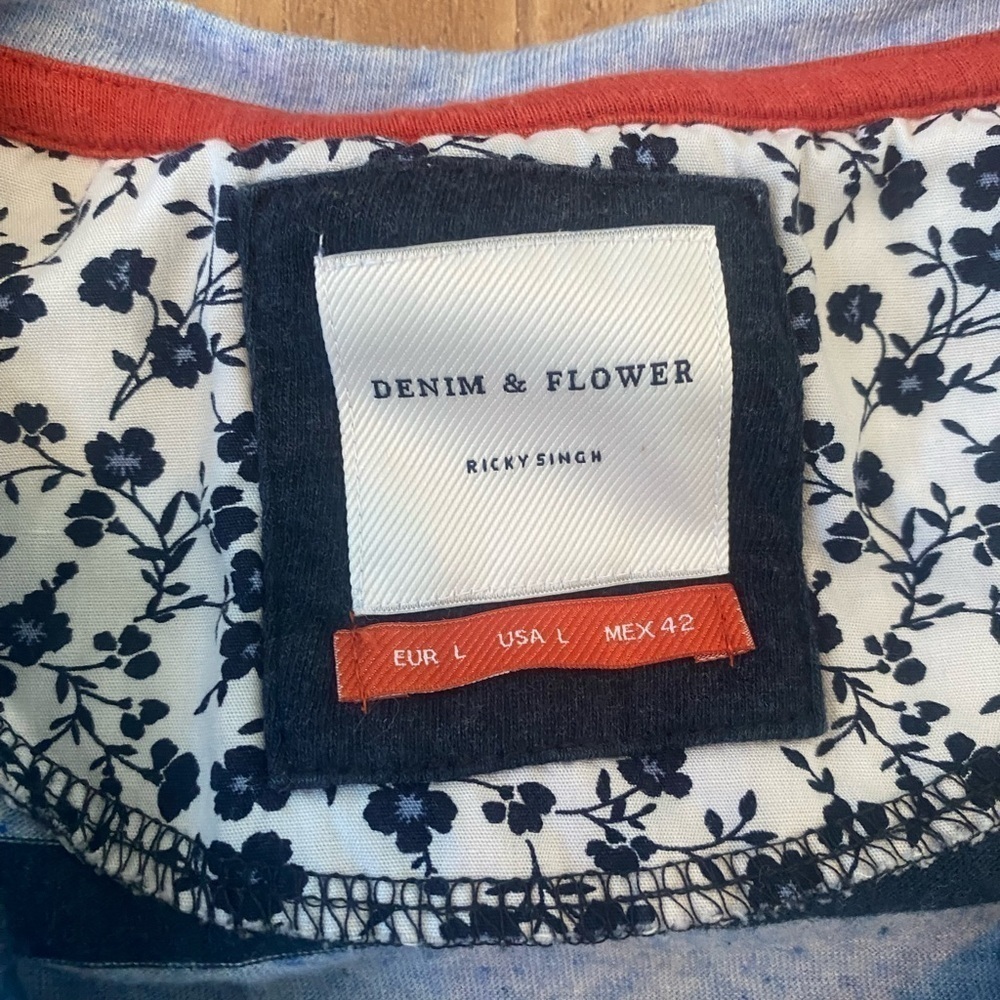 DENIM & FLOWER
RICKY SINGH
EUR L USA L MEX 42